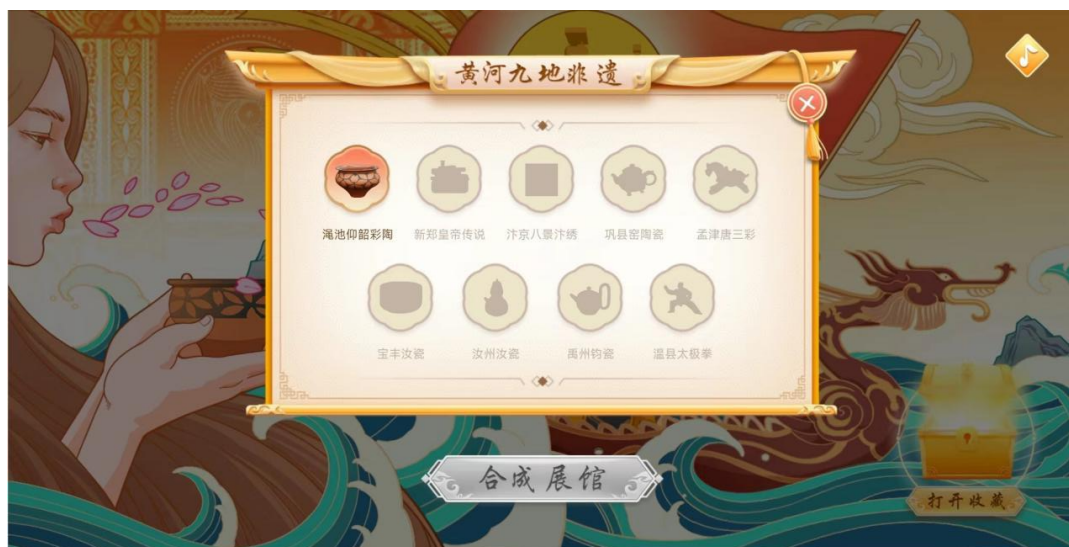 黄河九地非遗
渑池仰韶彩陶 新郑皇帝传说 汴京八景汴绣 巩县窑陶瓷 孟津唐三彩
宝丰汝瓷 汝州汝瓷 禹州钧瓷 温县太极拳
合成展馆
打开收藏